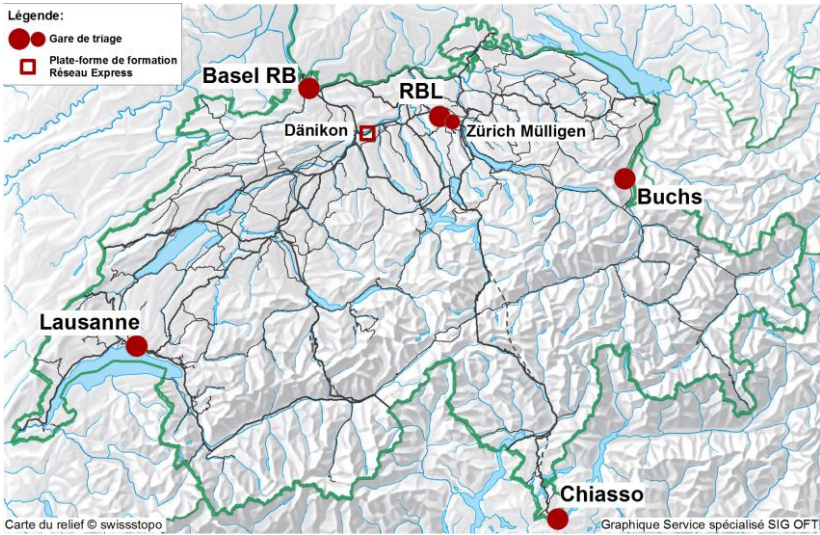 Légende:
Gare de triage
Plate-forme de formation
Réseau Express
Basel RB
RBL
Dänikon
Zürich Mülligen
Buchs
Lausanne
Chiasso
Carte du relief © swissstopo
Graphique Service spécialisé SIG OFT